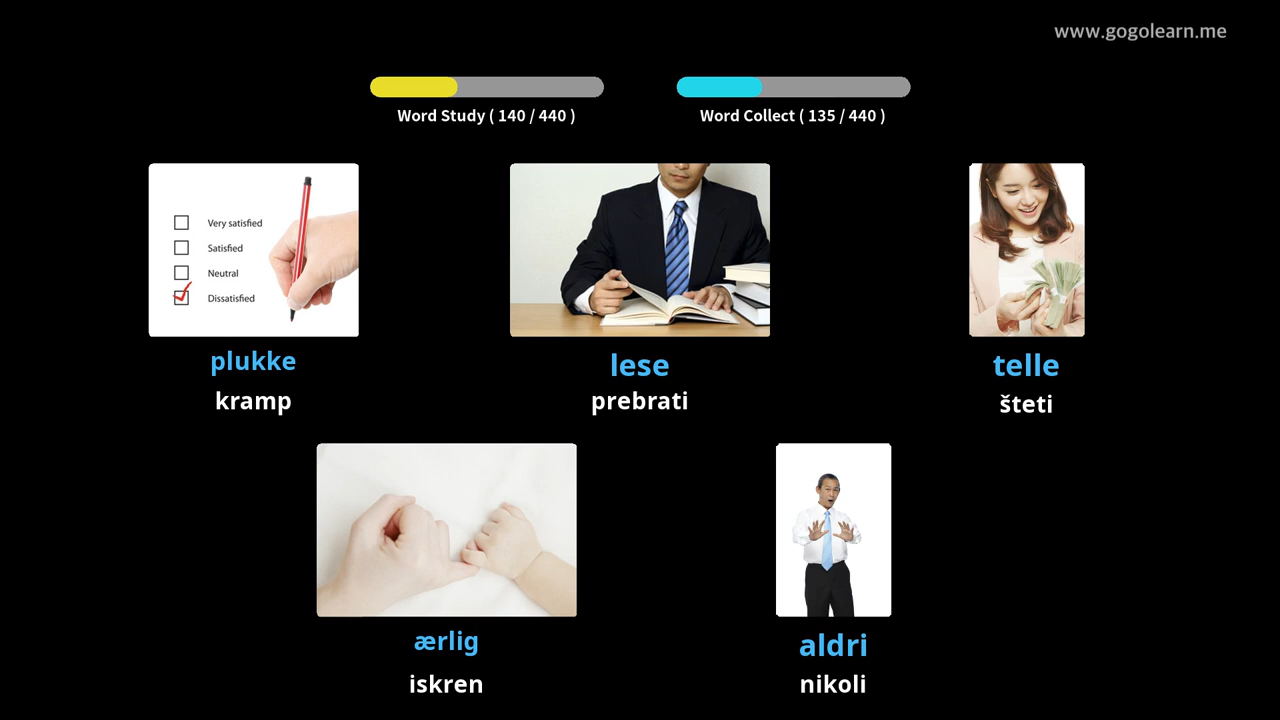 www.gogolearn.me
Word Study ( 140 / 440 )
Word Collect ( 135 / 440 )
Very satisfied
Satisfied
Neutral
Dissatisfied
plukke
kramp
lese
prebrati
telle
šteti
ærlig
iskren
aldri
nikoli